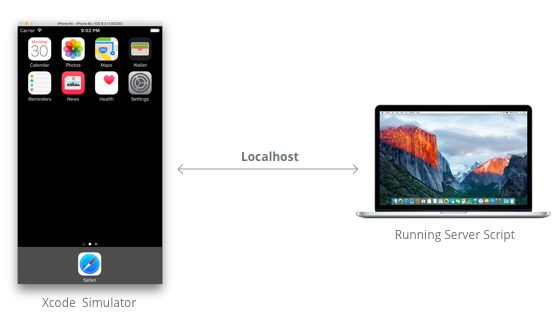 iPhone 6s - iPhone 6s / iOS 9.3 (13E230)
Carrier
9:02 PM
Monday
30
Calendar Photos Maps Wallet
Reminders News Health Settings
Localhost
Safari
Running Server Script
Xcode Simulator